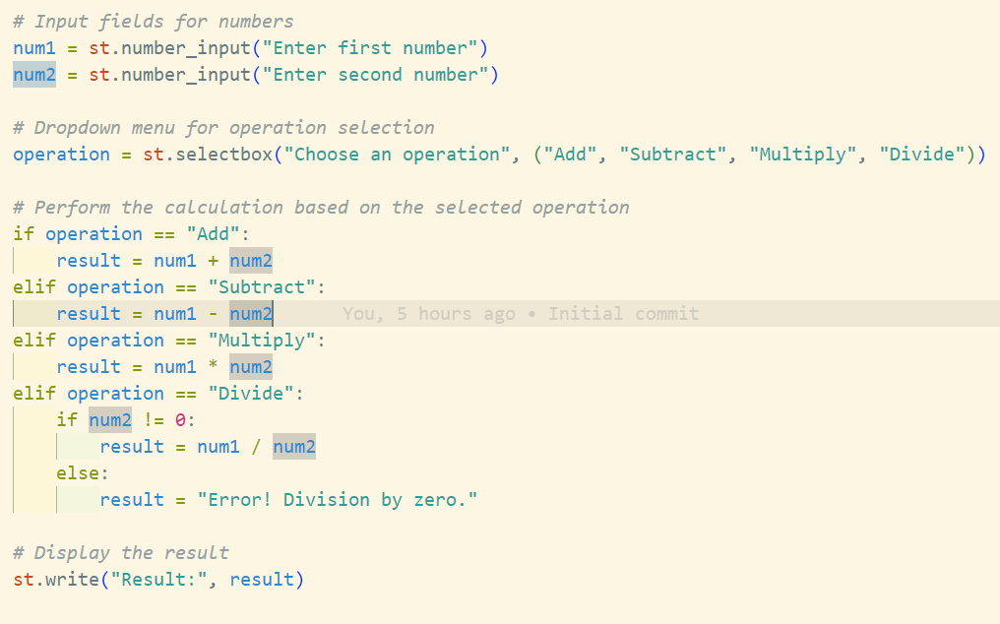 # Input fields for numbers
num1 = st.number_input("Enter first number")
num2 = st.number_input("Enter second number")
# Dropdown menu for operation selection
operation = st.selectbox("Choose an operation", ("Add", "Subtract", "Multiply", "Divide"))
# Perform the calculation based on the selected operation
if operation == "Add":
    result = num1 + num2
elif operation == "Subtract":
    result = num1 - num2      You, 5 hours ago • Initial commit
elif operation == "Multiply":
    result = num1 * num2
elif operation == "Divide":
    if num2 != 0:
        result = num1 / num2
    else:
        result = "Error! Division by zero."
# Display the result
st.write("Result:", result)